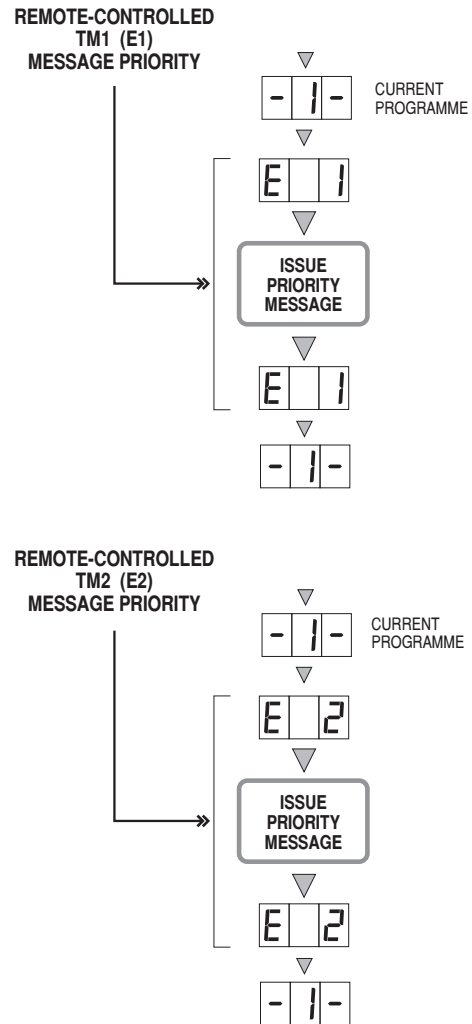 REMOTE-CONTROLLED
TM1 (E1)
MESSAGE PRIORITY
- 1 -
CURRENT
PROGRAMME
E 1
ISSUE
PRIORITY
MESSAGE
E 1
- 1 -
REMOTE-CONTROLLED
TM2 (E2)
MESSAGE PRIORITY
- 1 -
CURRENT
PROGRAMME
E 2
ISSUE
PRIORITY
MESSAGE
E 2
- 1 -